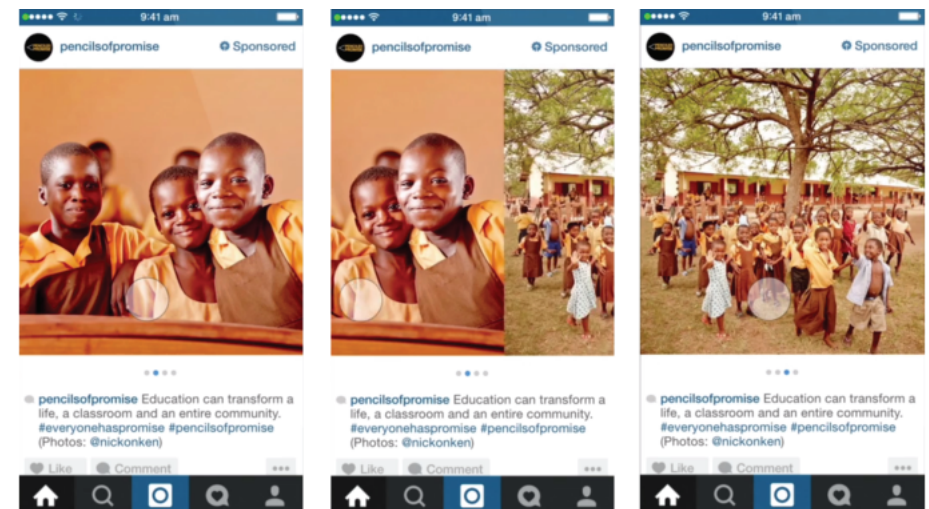 9:41 am
pencilsofpromise Sponsored
pencilsofpromise Education can transform a
life, a classroom and an entire community.
#everyonehaspromise #pencilsofpromise
(Photos: @nickonken)
Like Comment
9:41 am
pencilsofpromise Sponsored
pencilsofpromise Education can transform a
life, a classroom and an entire community.
#everyonehaspromise #pencilsofpromise
(Photos: @nickonken)
Like Comment
9:41 am
pencilsofpromise Sponsored
pencilsofpromise Education can transform a
life, a classroom and an entire community.
#everyonehaspromise #pencilsofpromise
(Photos: @nickonken)
Like Comment